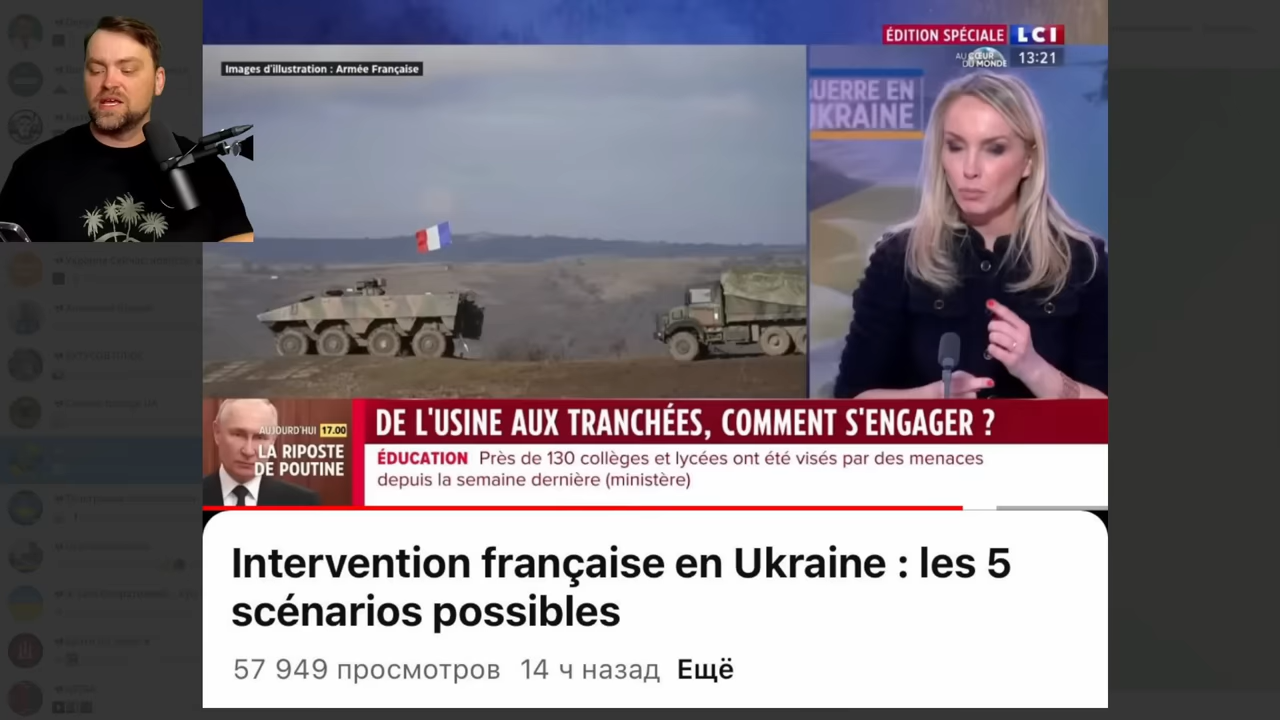 ÉDITION SPÉCIALE LCI
AU CŒUR
DU MONDE
13:21
Images d'illustration : Armée Française
GUERRE EN
UKRAINE
AUJOURD'HUI 17.00
LA RIPOSTE
DE POUTINE
DE L'USINE AUX TRANCHÉES, COMMENT S'ENGAGER ?
ÉDUCATION Près de 130 collèges et lycées ont été visés par des menaces
depuis la semaine dernière (ministère)
Intervention française en Ukraine : les 5
scénarios possibles
57 949 просмотров 14 ч назад Ещё